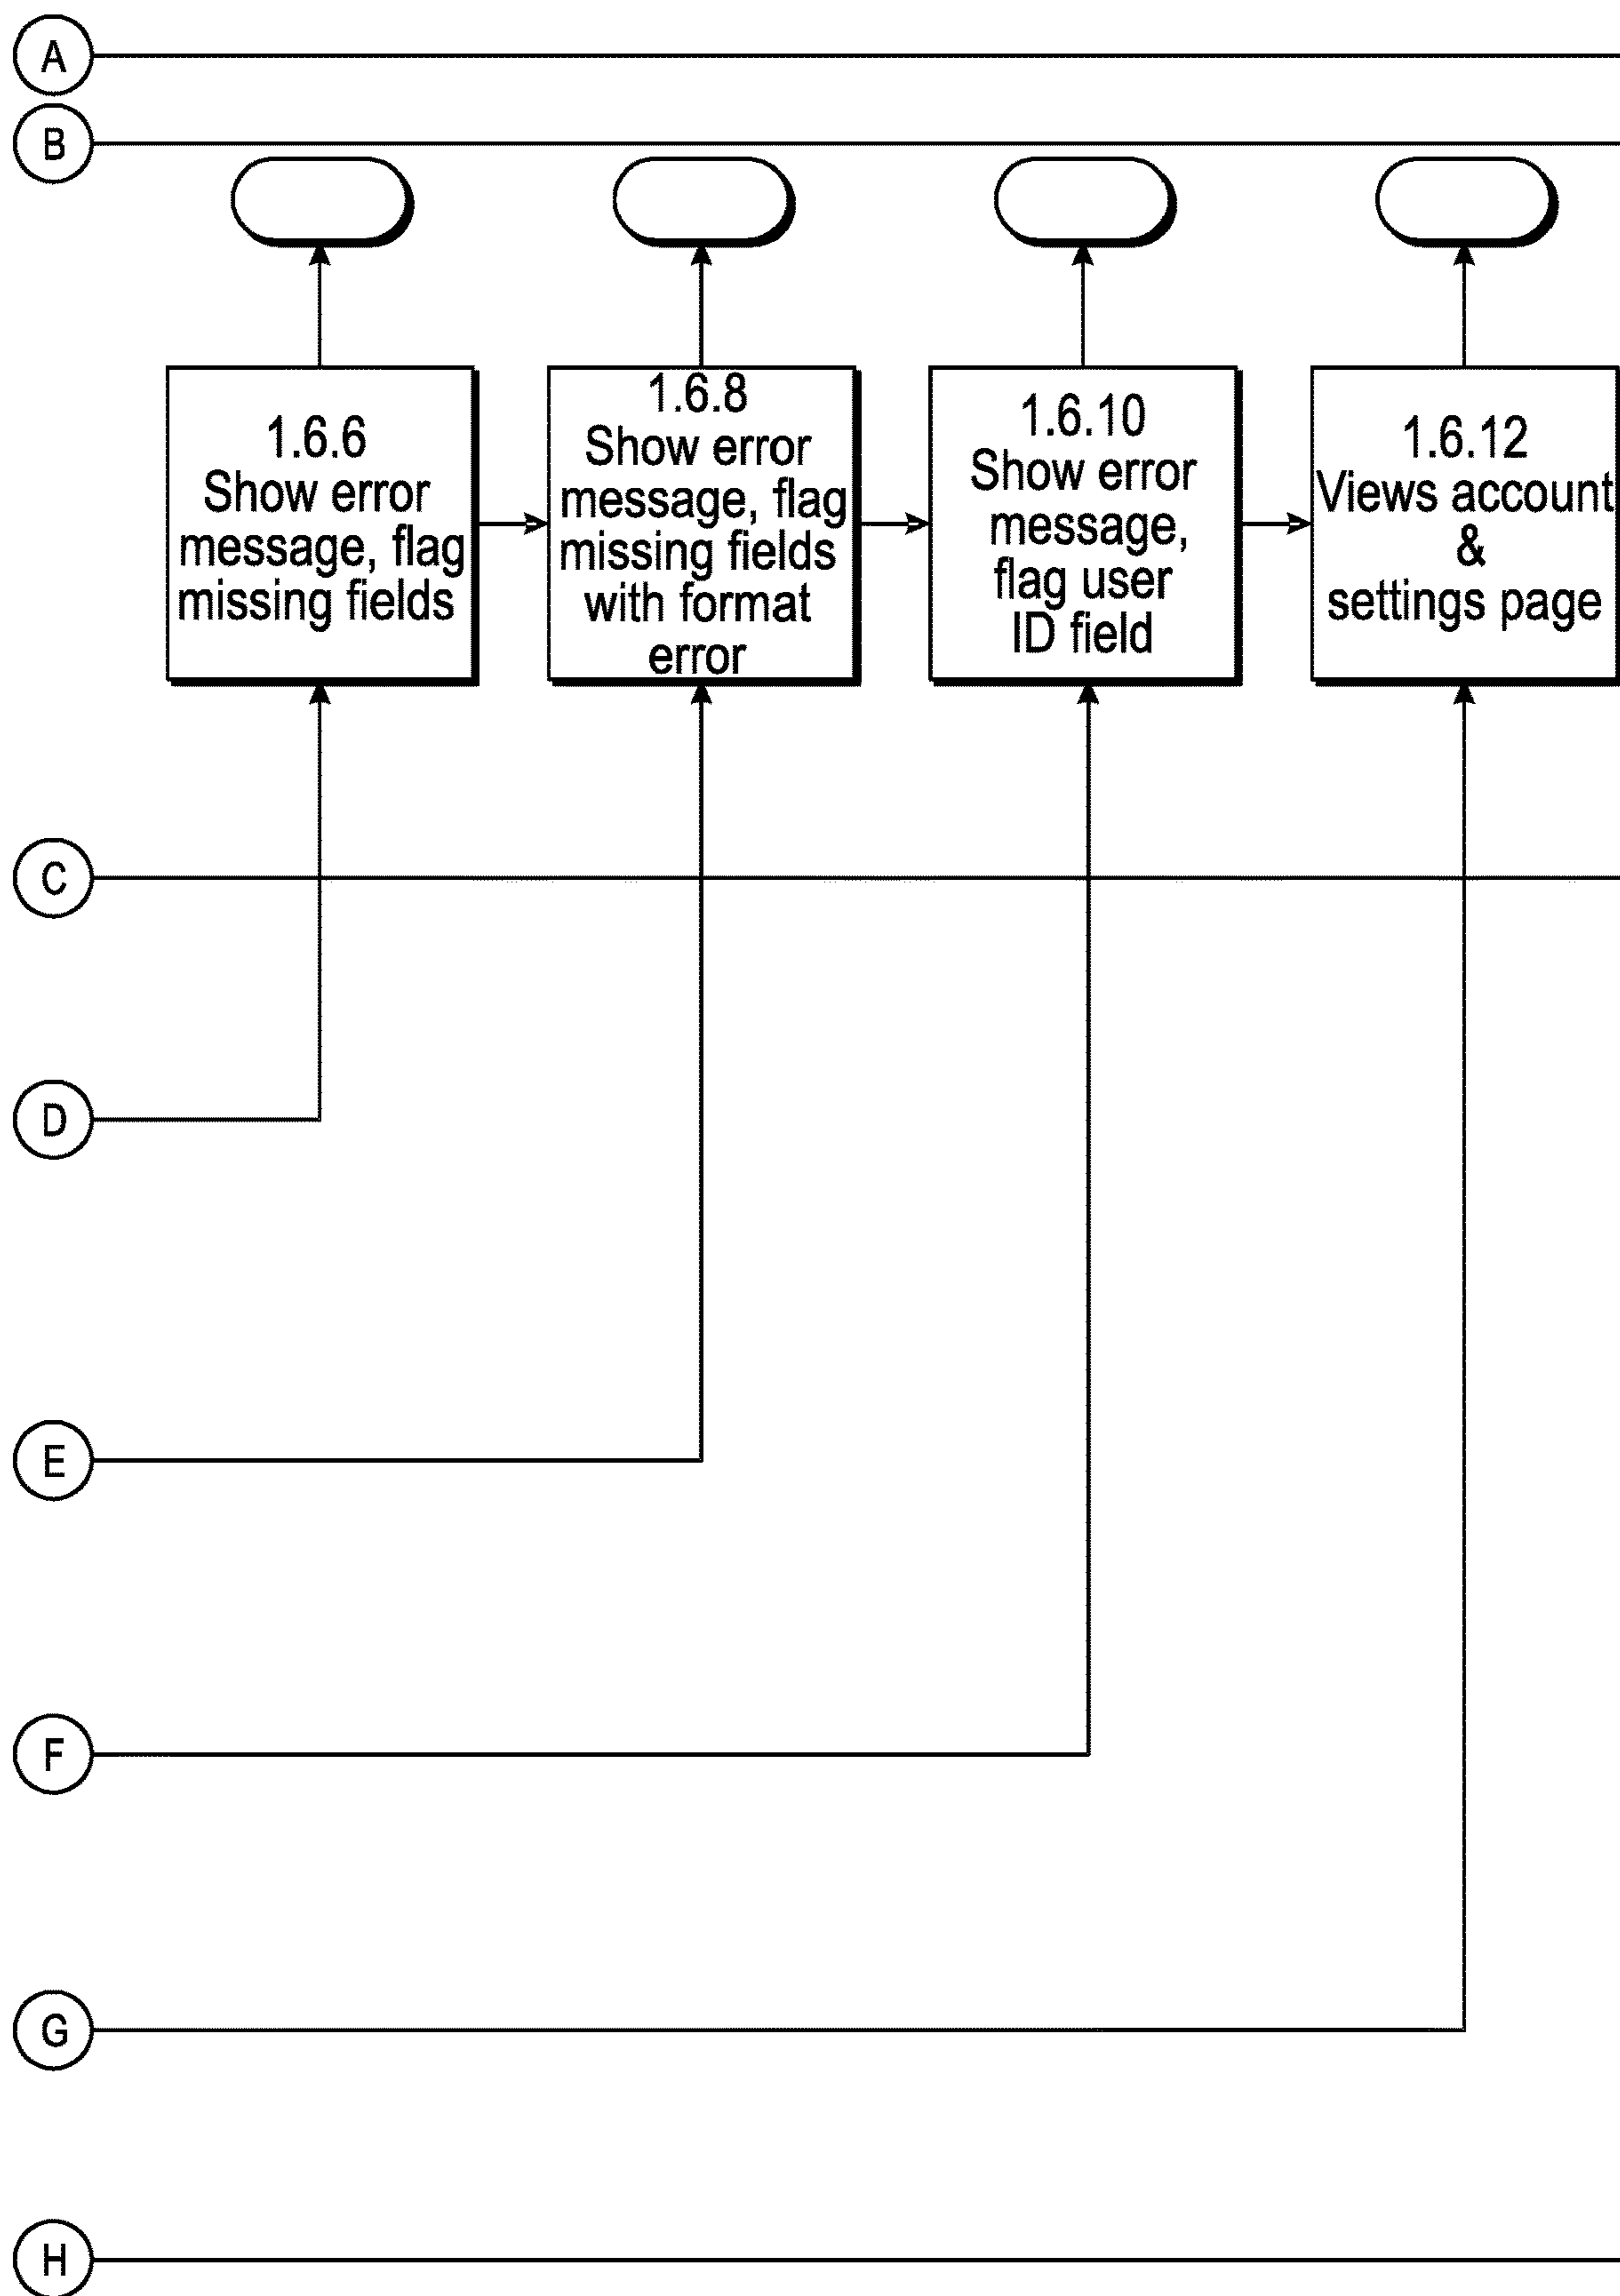 A
B
1.6.6
Show error
message, flag
missing fields
1.6.8
Show error
message, flag
missing fields
with format
error
1.6.10
Show error
message,
flag user
ID field
1.6.12
Views account
&
settings page
C
D
E
F
G
H